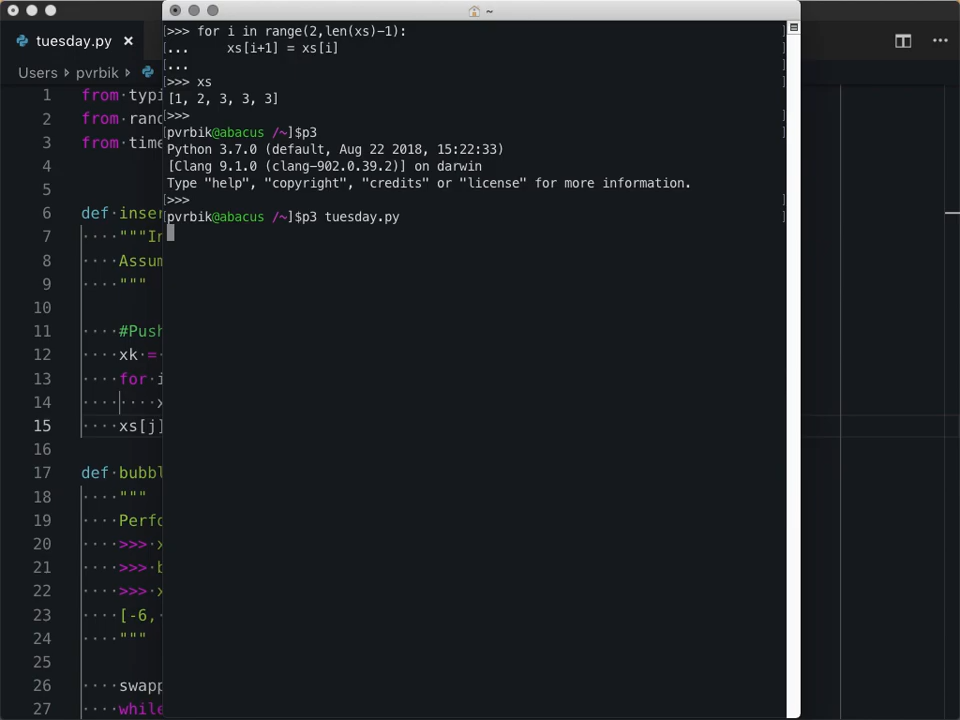 ~
tuesday.py
Users pvrbik
>>> for i in range(2,len(xs)-1):
...     xs[i+1] = xs[i]
...
>>> xs
[1, 2, 3, 3, 3]
>>>
pvrbik@abacus /~]$p3
Python 3.7.0 (default, Aug 22 2018, 15:22:33)
[Clang 9.1.0 (clang-902.0.39.2)] on darwin
Type "help", "copyright", "credits" or "license" for more information.
>>>
pvrbik@abacus /~]$p3 tuesday.py
1 from typi
2 from rand
3 from time
4
5
6 def inser
7 """In
8 Assum
9 """
10
11 #Push
12 xk =
13 for i
14 x
15 xs[j]
16
17 def bubbl
18 """
19 Perfo
20 >>> x
21 >>> b
22 >>> x
23 [-6,
24 """
25
26 swapp
27 while